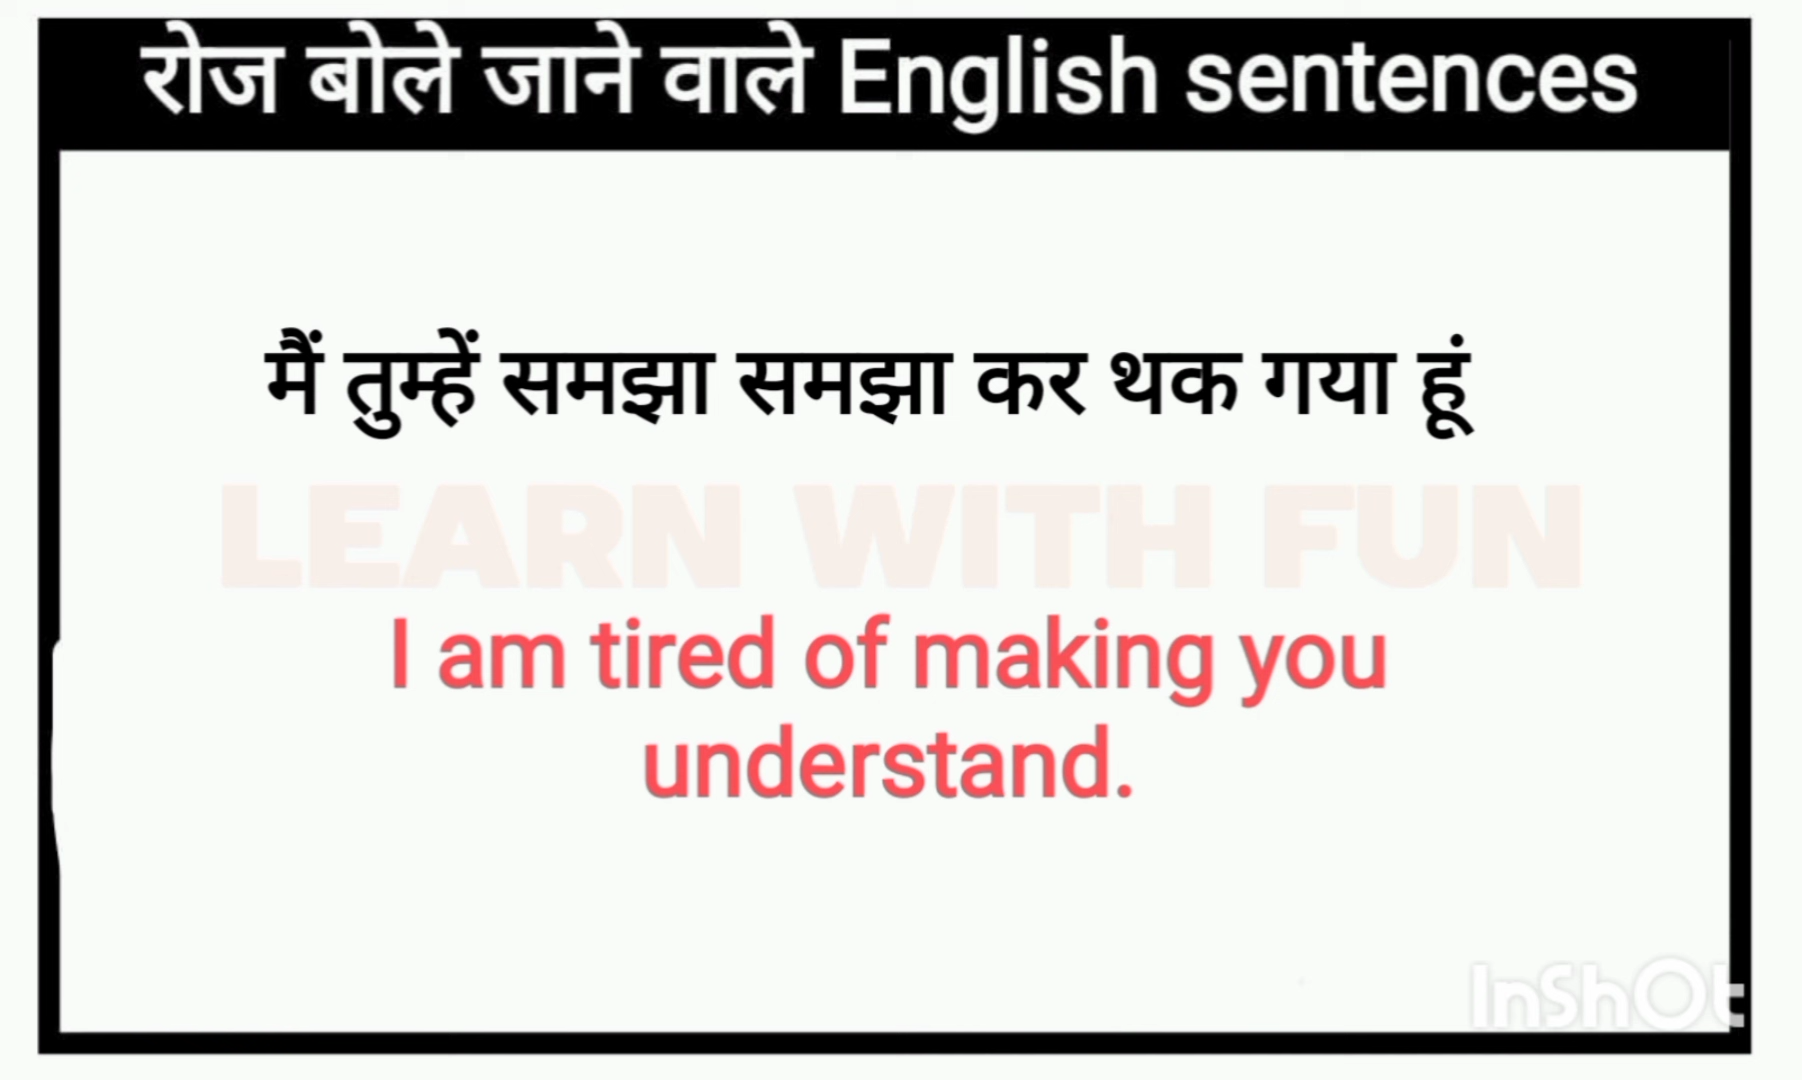 रोज बोले जाने वाले English sentences
मैं तुम्हें समझा समझा कर थक गया हूं
LEARN WITH FUN
I am tired of making you
understand.
InShOt